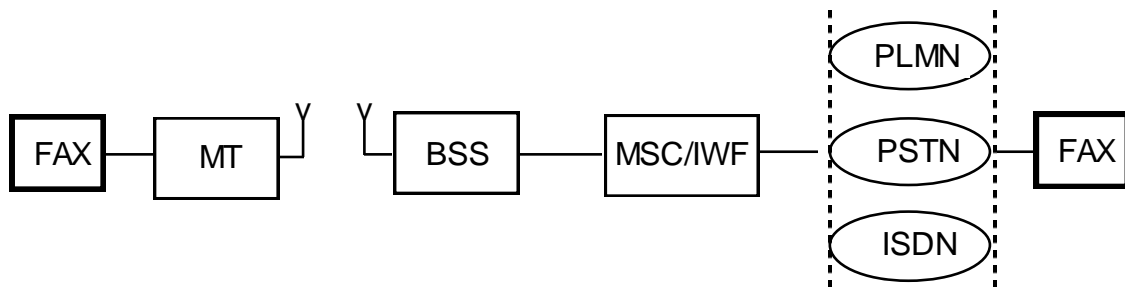 PLMN
FAX MT BSS MSC/IWF PSTN FAX
ISDN